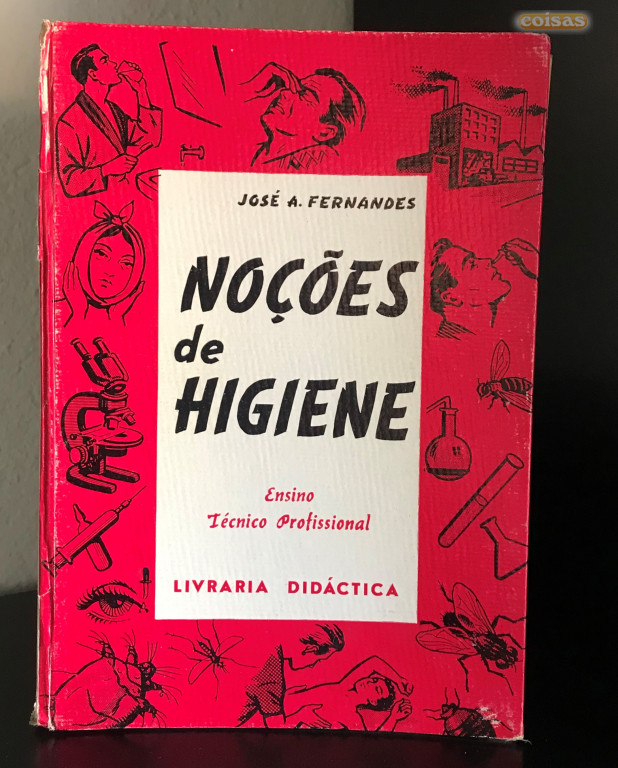 coisas
JOSÉ A. FERNANDES
NOÇÕES
de
HIGIENE
Ensino
Técnico Profissional
LIVRARIA DIDÁCTICA